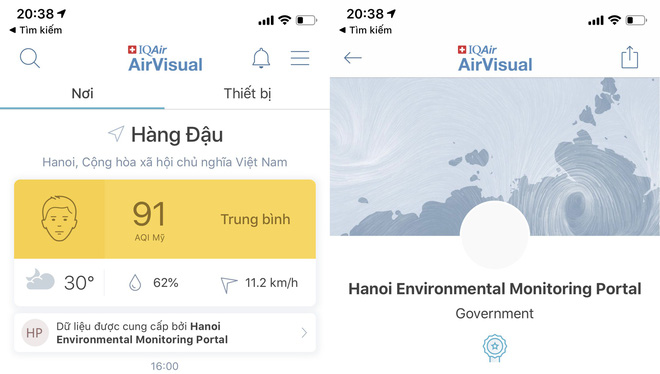 20:38
Tìm kiếm
IQAir
AirVisual
Nơi
Thiết bị
Hàng Đậu
Hanoi, Cộng hòa xã hội chủ nghĩa Việt Nam
91
AQI Mỹ
Trung bình
30°
62%
11.2 km/h
HP
Dữ liệu được cung cấp bởi Hanoi
Environmental Monitoring Portal
16:00
20:38
Tìm kiếm
IQAir
AirVisual
Hanoi Environmental Monitoring Portal
Government